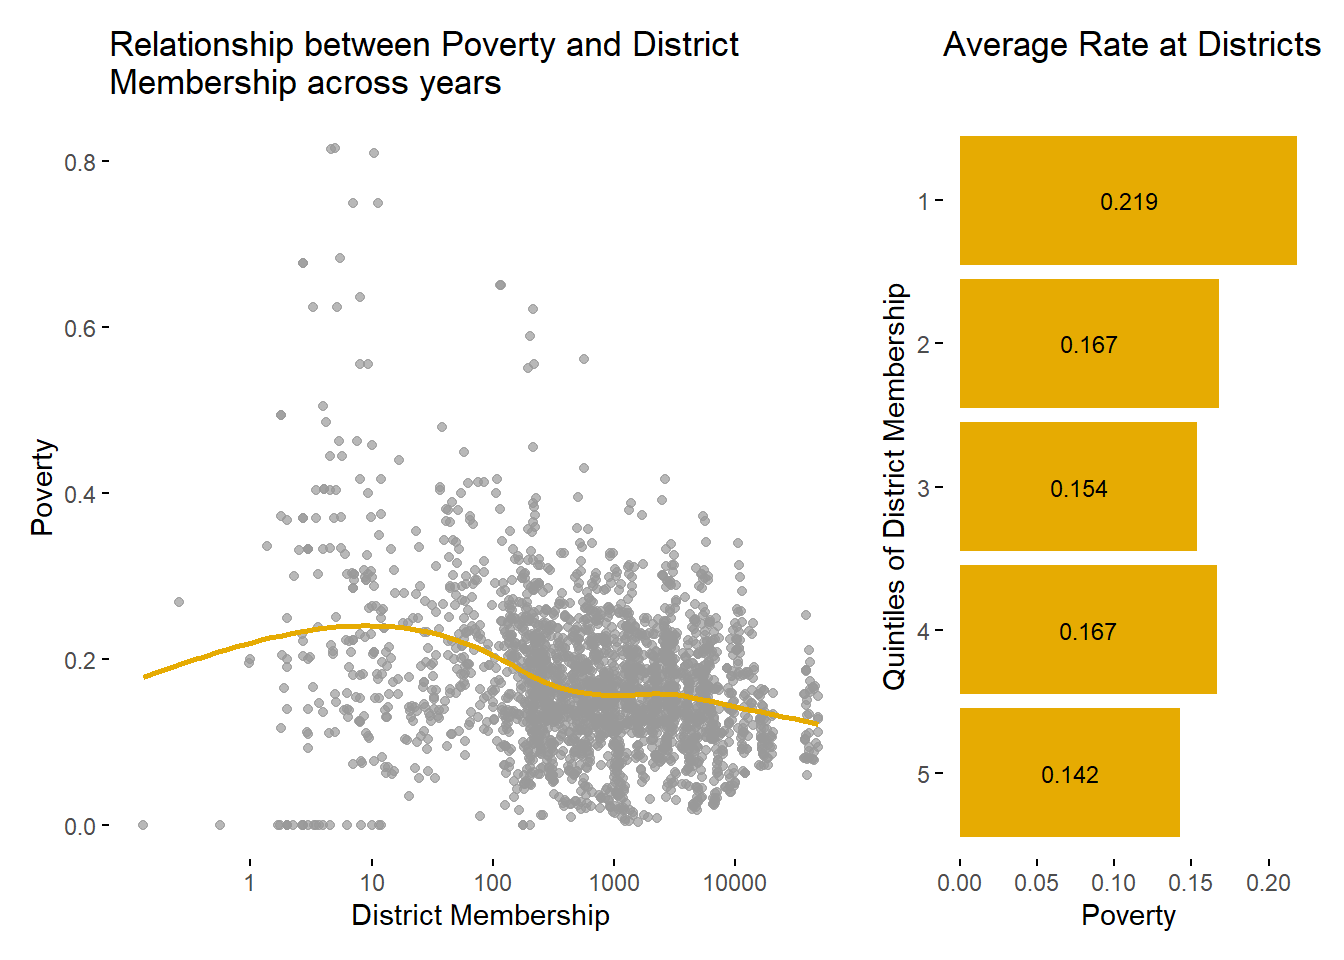 Relationship between Poverty and District
Membership across years
Poverty
0.8
0.6
0.4
0.2
0.0
1 10 100 1000 10000
District Membership
Average Rate at Districts
Quintiles of District Membership
1
0.219
2
0.167
3
0.154
4
0.167
5
0.142
0.00 0.05 0.10 0.15 0.20
Poverty